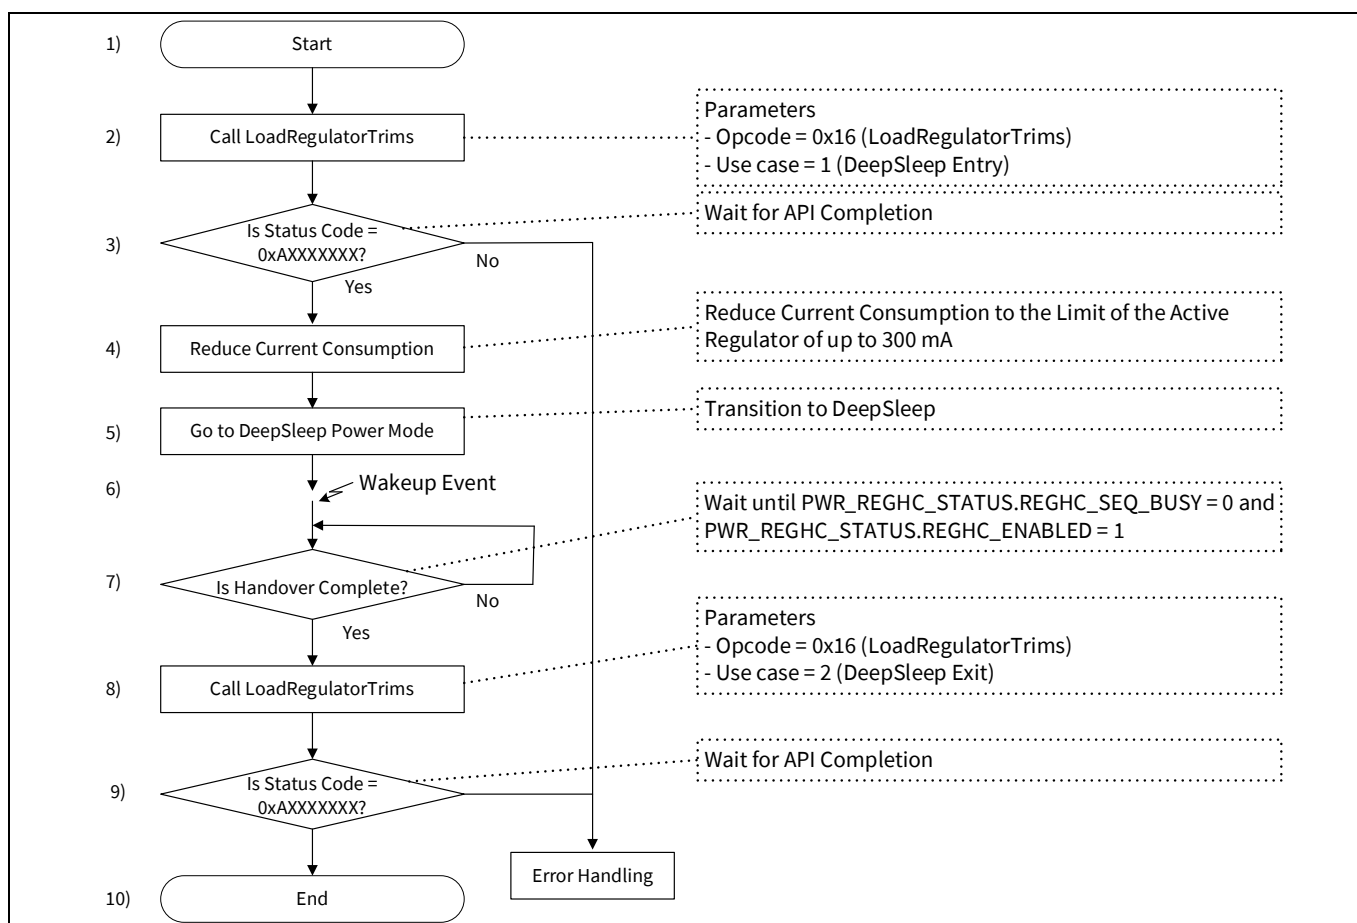 1)
Start
2)
Call LoadRegulatorTrims
Parameters
- Opcode = 0x16 (LoadRegulatorTrims)
- Use case = 1 (DeepSleep Entry)
3)
Is Status Code =
0xAXXXXXXX?
Wait for API Completion
No
Yes
4)
Reduce Current Consumption
Reduce Current Consumption to the Limit of the Active
Regulator of up to 300 mA
5)
Go to DeepSleep Power Mode
Transition to DeepSleep
6)
Wakeup Event
7)
Is Handover Complete?
Wait until PWR_REGHC_STATUS.REGHC_SEQ_BUSY = 0 and
PWR_REGHC_STATUS.REGHC_ENABLED = 1
No
Yes
8)
Call LoadRegulatorTrims
Parameters
- Opcode = 0x16 (LoadRegulatorTrims)
- Use case = 2 (DeepSleep Exit)
9)
Is Status Code =
0xAXXXXXXX?
Wait for API Completion
Error Handling
10)
End